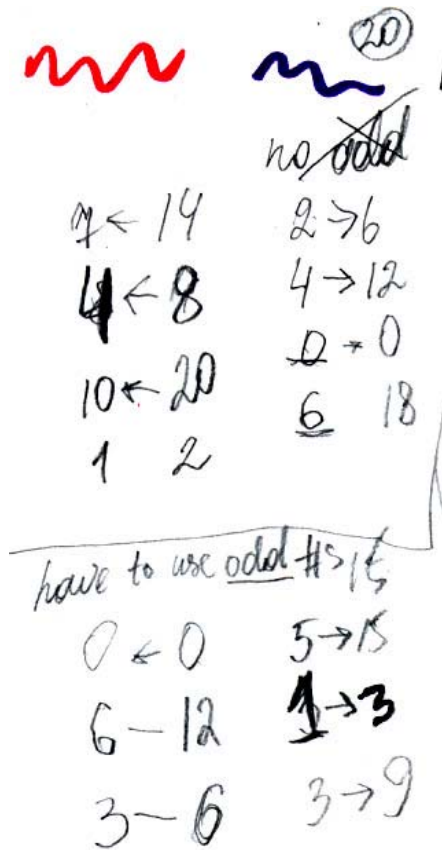 20
no odd
7 ← 14 2 → 6
4 ← 8 4 → 12
10 ← 20 0 → 0
1 2 6 18
have to use odd #s
0 ← 0 5 → 15
6 — 12 1 → 3
3 — 6 3 → 9